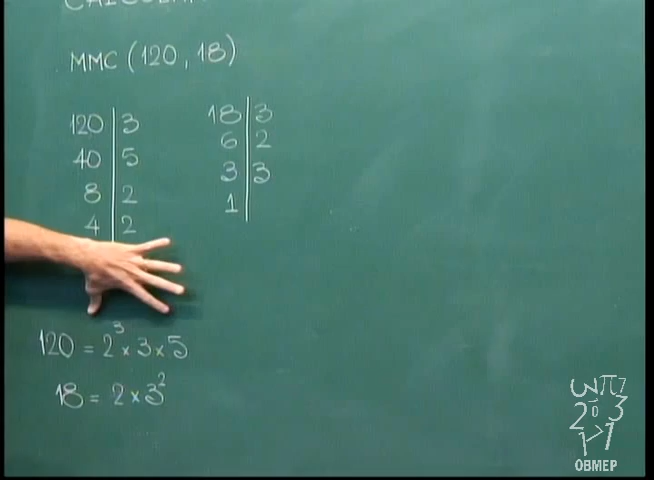 MMC (120, 18)
120 | 3
40 | 5
8 | 2
4 | 2
18 | 3
6 | 2
3 | 3
1 |
120 = 2³ × 3 × 5
18 = 2 × 3²
OBMEP